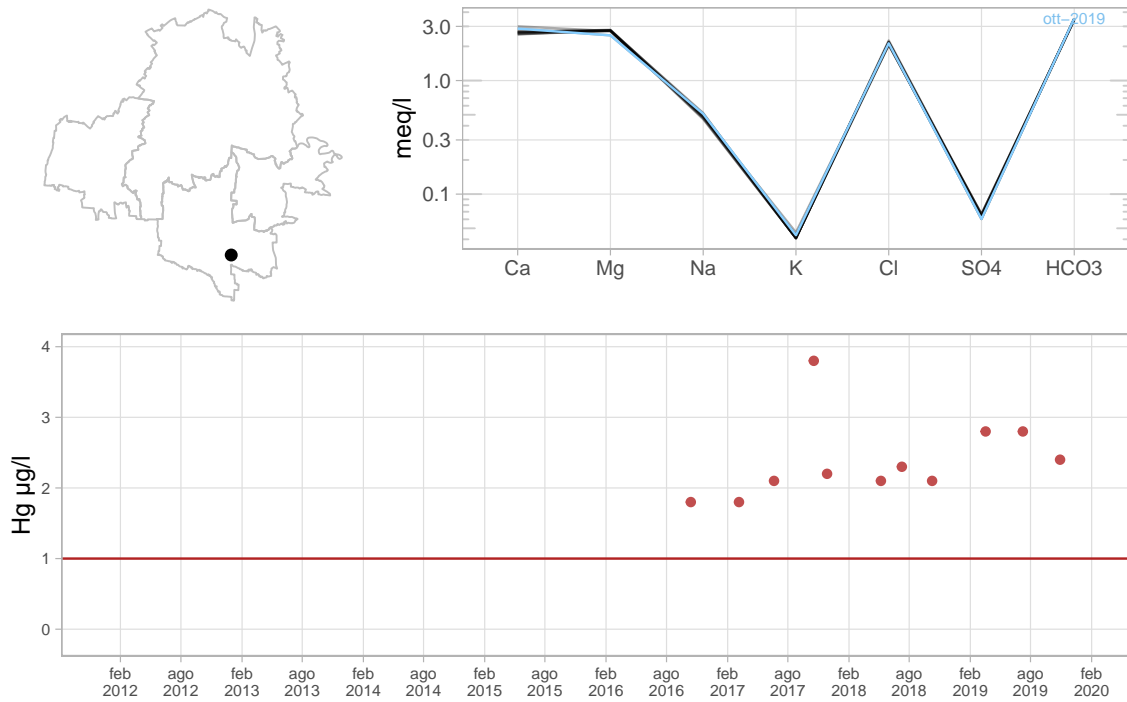 ott−2019
3.0
1.0
0.3
0.1
meq/l
Ca Mg Na K Cl SO4 HCO3
4
3
2
1
0
Hg µg/l
feb ago feb ago feb ago feb ago feb ago feb ago feb ago feb ago feb
2012 2012 2013 2013 2014 2014 2015 2015 2016 2016 2017 2017 2018 2018 2019 2019 2020